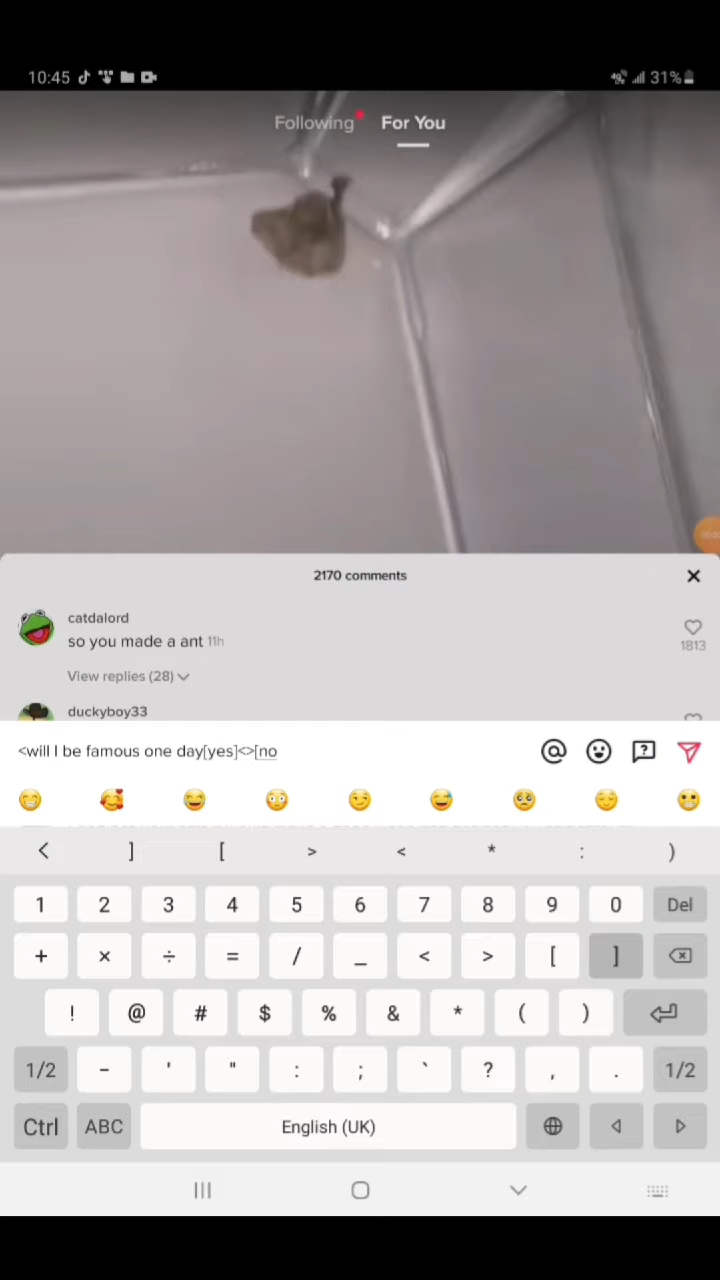 10:45
31%
Following For You
2170 comments
catdalord
so you made a ant 11h
1813
View replies (28)
duckyboy33
<will I be famous one day[yes]<>[no
] [ > < * : )
1 2 3 4 5 6 7 8 9 0 Del
+ × ÷ = / _ < > [ ]
! @ # $ % & * ( )
1/2 - ' " : ; ` ? , . 1/2
Ctrl ABC English (UK)